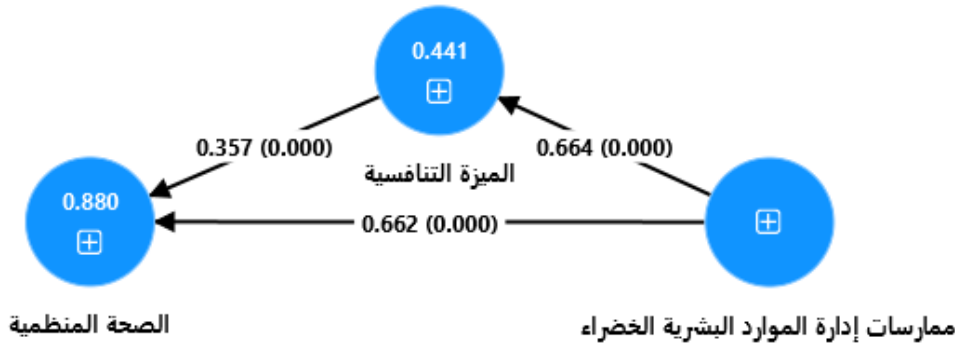 0.441
0.357 (0.000)
0.664 (0.000)
الميزة التنافسية
0.880
0.662 (0.000)
الصحة المنظمية
ممارسات إدارة الموارد البشرية الخضراء